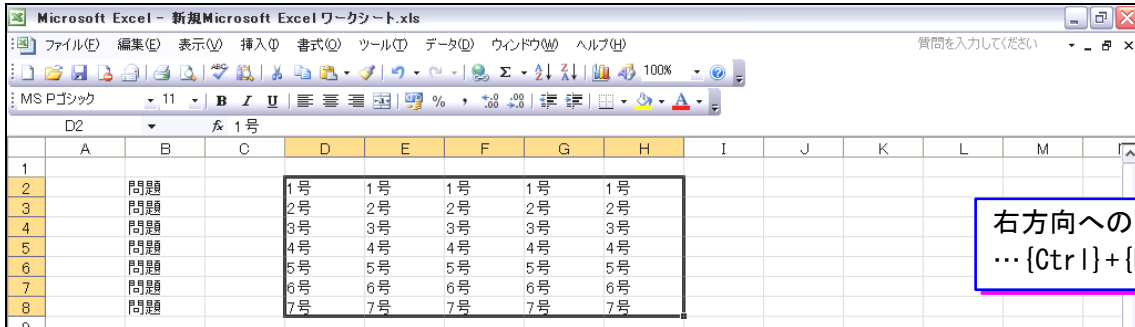 Microsoft Excel - 新規Microsoft Excel ワークシート.xls
ファイル(F) 編集(E) 表示(V) 挿入(I) 書式(O) ツール(T) データ(D) ウィンドウ(W) ヘルプ(H) 質問を入力してください
100%
MS Pゴシック 11 B I U
D2 fx 1号
A B C D E F G H I J K L M
1
2 問題 1号 1号 1号 1号 1号
3 問題 2号 2号 2号 2号 2号
4 問題 3号 3号 3号 3号 3号
5 問題 4号 4号 4号 4号 4号
6 問題 5号 5号 5号 5号 5号
7 問題 6号 6号 6号 6号 6号
8 問題 7号 7号 7号 7号 7号
右方向への
…{Ctrl}+{